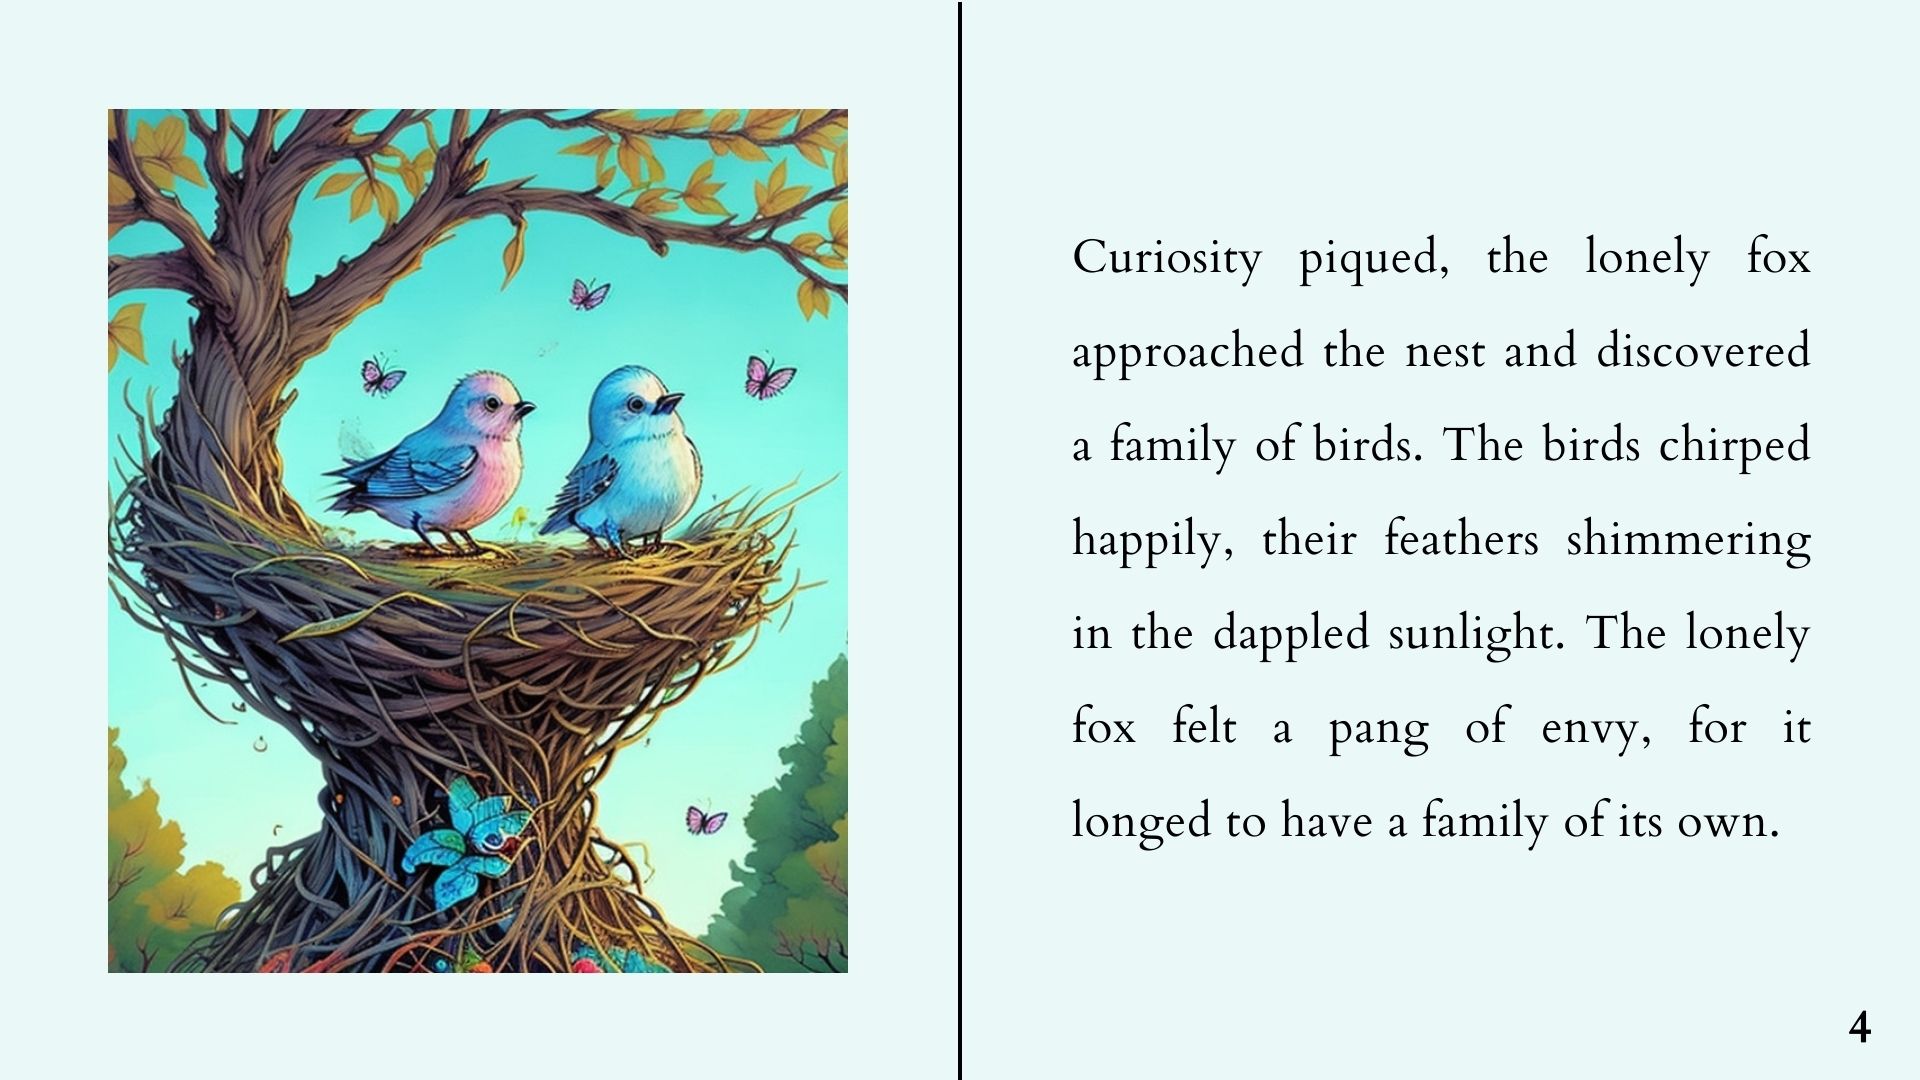 Curiosity piqued, the lonely fox
approached the nest and discovered
a family of birds. The birds chirped
happily, their feathers shimmering
in the dappled sunlight. The lonely
fox felt a pang of envy, for it
longed to have a family of its own.
4